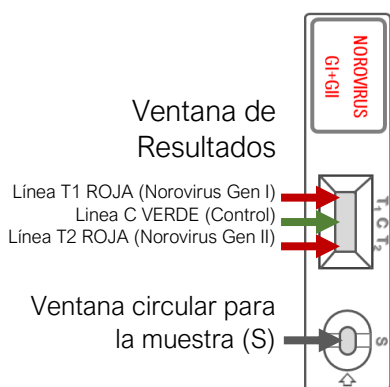 NOROVIRUS
GI+GII
Ventana de
Resultados
Línea T1 ROJA (Norovirus Gen I)
Linea C VERDE (Control)
Línea T2 ROJA (Norovirus Gen II)
T₁ C T₂
Ventana circular para
la muestra (S)
S